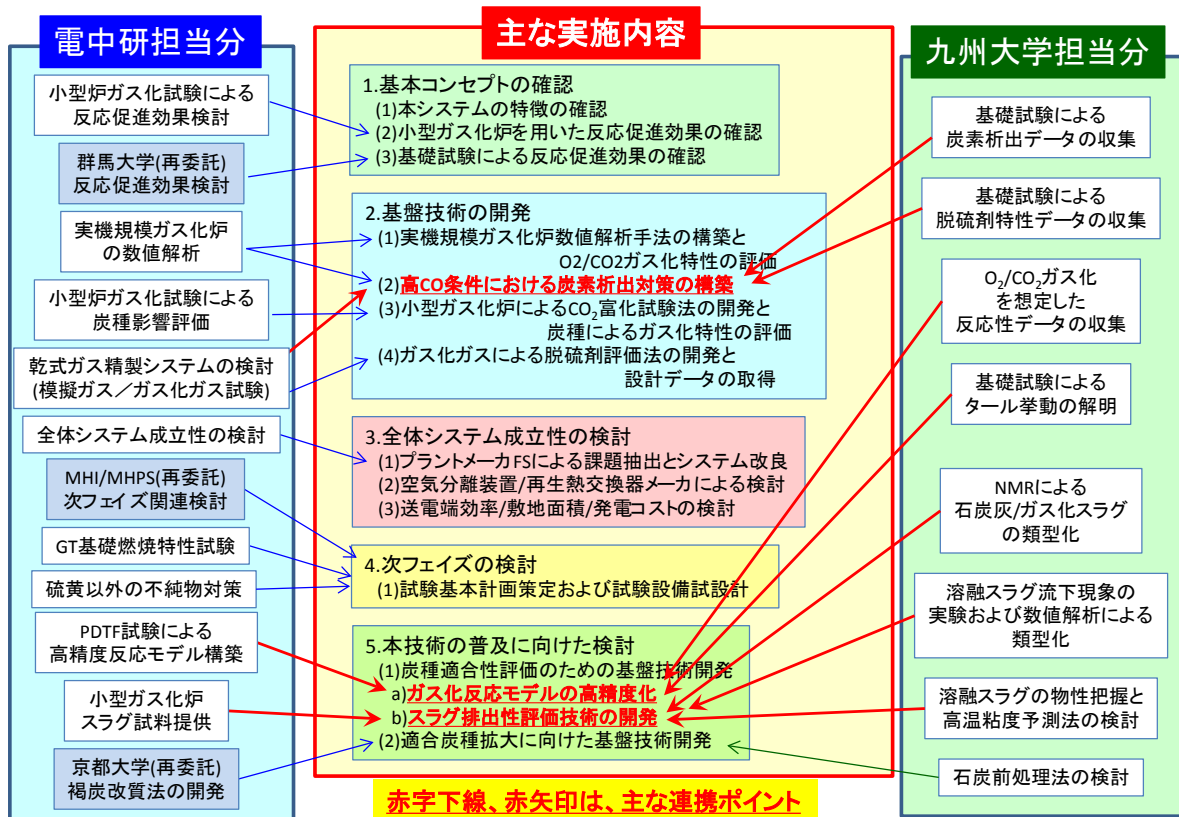 電中研担当分
小型炉ガス化試験による
反応促進効果検討
群馬大学(再委託)
反応促進効果検討
実機規模ガス化炉
の数値解析
小型炉ガス化試験による
炭種影響評価
乾式ガス精製システムの検討
(模擬ガス／ガス化ガス試験)
全体システム成立性の検討
MHI/MHPS(再委託)
次フェイズ関連検討
GT基礎燃焼特性試験
硫黄以外の不純物対策
PDTF試験による
高精度反応モデル構築
小型ガス化炉
スラグ試料提供
京都大学(再委託)
褐炭改質法の開発
主な実施内容
1.基本コンセプトの確認
(1)本システムの特徴の確認
(2)小型ガス化炉を用いた反応促進効果の確認
(3)基礎試験による反応促進効果の確認
2.基盤技術の開発
(1)実機規模ガス化炉数値解析手法の構築と
O2/CO2ガス化特性の評価
(2)高CO条件における炭素析出対策の構築
(3)小型ガス化炉によるCO₂富化試験法の開発と
炭種によるガス化特性の評価
(4)ガス化ガスによる脱硫剤評価法の開発と
設計データの取得
3.全体システム成立性の検討
(1)プラントメーカFSによる課題抽出とシステム改良
(2)空気分離装置/再生熱交換器メーカによる検討
(3)送電端効率/敷地面積/発電コストの検討
4.次フェイズの検討
(1)試験基本計画策定および試験設備試設計
5.本技術の普及に向けた検討
(1)炭種適合性評価のための基盤技術開発
a)ガス化反応モデルの高精度化
b)スラグ排出性評価技術の開発
(2)適合炭種拡大に向けた基盤技術開発
赤字下線、赤矢印は、主な連携ポイント
九州大学担当分
基礎試験による
炭素析出データの収集
基礎試験による
脱硫剤特性データの収集
O₂/CO₂ガス化
を想定した
反応性データの収集
基礎試験による
タール挙動の解明
NMRによる
石炭灰/ガス化スラグ
の類型化
溶融スラグ流下現象の
実験および数値解析による
類型化
溶融スラグの物性把握と
高温粘度予測法の検討
石炭前処理法の検討